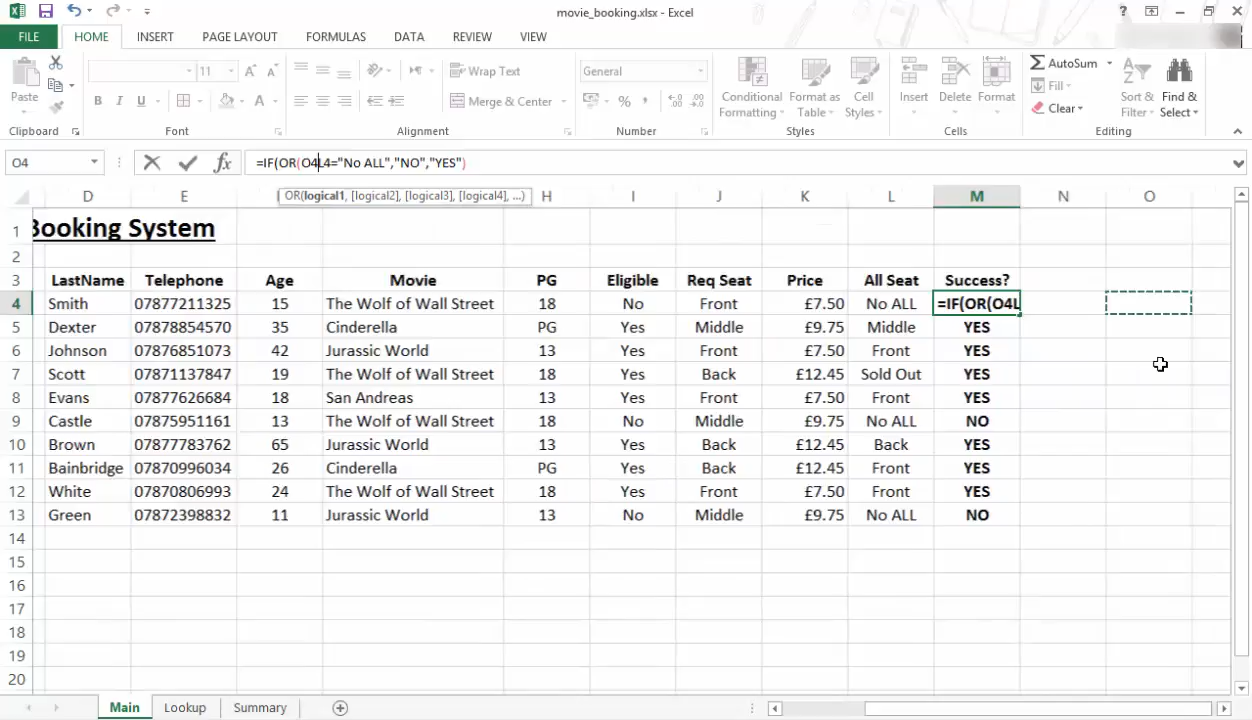 movie_booking.xlsx - Excel
FILE HOME INSERT PAGE LAYOUT FORMULAS DATA REVIEW VIEW
11 A A Wrap Text General AutoSum
Fill
Paste B I U A Merge & Center % , Conditional Formatting Format as Table Cell Styles Insert Delete Format Clear Sort & Filter Find & Select
Clipboard Font Alignment Number Styles Cells Editing
O4 fx =IF(OR(O4L4="No ALL","NO","YES")
OR(logical1, [logical2], [logical3], [logical4], ...)
D E H I J K L M N O
1 Booking System
2
3 LastName Telephone Age Movie PG Eligible Req Seat Price All Seat Success?
4 Smith 07877211325 15 The Wolf of Wall Street 18 No Front £7.50 No ALL =IF(OR(O4L
5 Dexter 07878854570 35 Cinderella PG Yes Middle £9.75 Middle YES
6 Johnson 07876851073 42 Jurassic World 13 Yes Front £7.50 Front YES
7 Scott 07871137847 19 The Wolf of Wall Street 18 Yes Back £12.45 Sold Out YES
8 Evans 07877626684 18 San Andreas 13 Yes Front £7.50 Front YES
9 Castle 07875951161 13 The Wolf of Wall Street 18 No Middle £9.75 No ALL NO
10 Brown 07877783762 65 Jurassic World 13 Yes Back £12.45 Back YES
11 Bainbridge 07870996034 26 Cinderella PG Yes Back £12.45 Front YES
12 White 07870806993 24 The Wolf of Wall Street 18 Yes Front £7.50 Front YES
13 Green 07872398832 11 Jurassic World 13 No Middle £9.75 No ALL NO
14
15
16
17
18
19
20
Main Lookup Summary